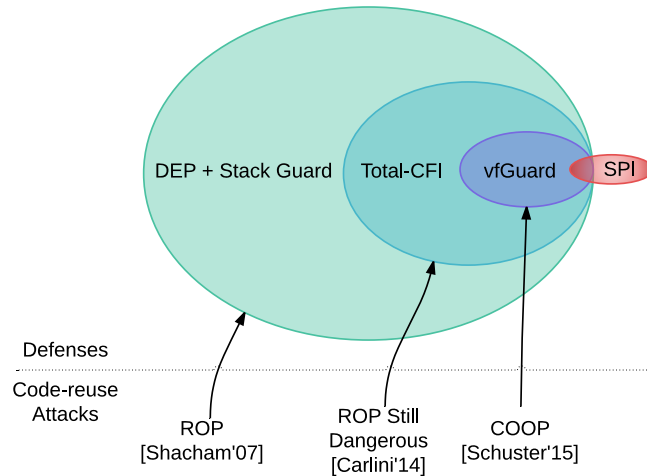 DEP + Stack Guard
Total-CFI
vfGuard
SPI
Defenses
Code-reuse
Attacks
ROP
[Shacham'07]
ROP Still
Dangerous
[Carlini'14]
COOP
[Schuster'15]